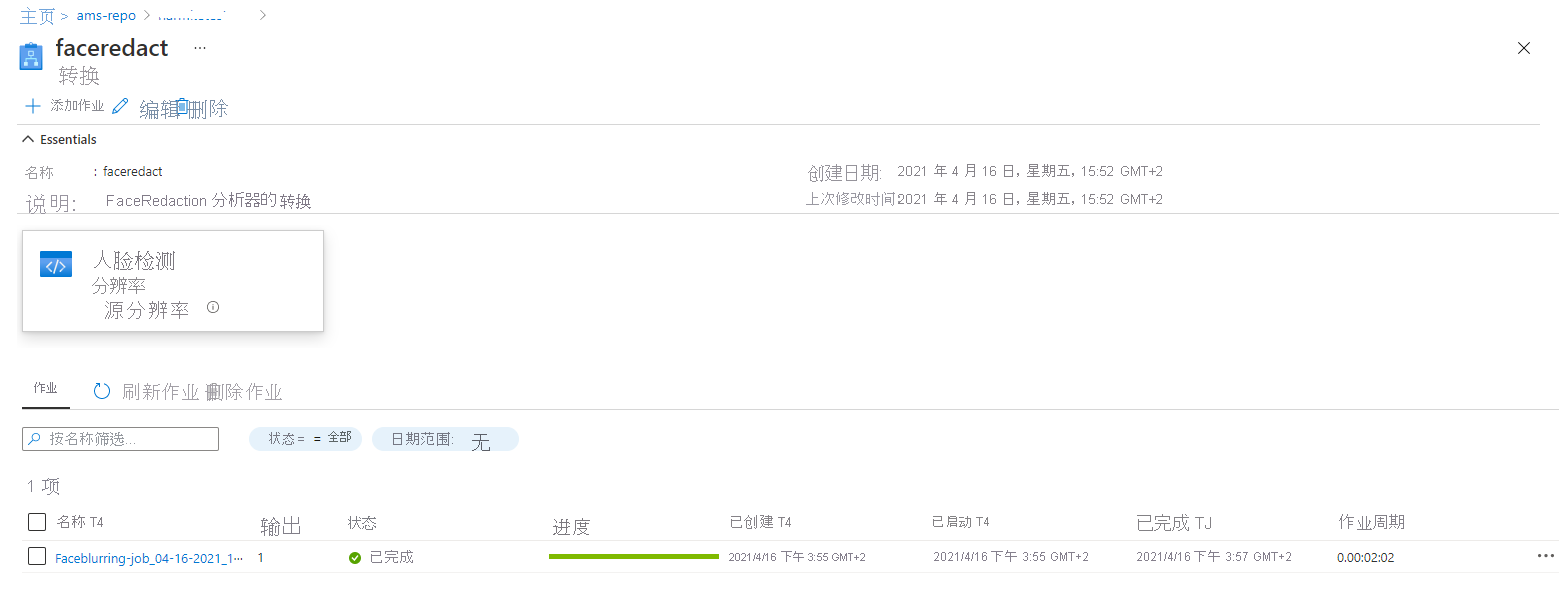 主页 > ams-repo >
faceredact ...
转换
添加作业 编辑 删除
Essentials
名称 : faceredact 创建日期: 2021 年 4 月 16 日, 星期五, 15:52 GMT+2
说明: FaceRedaction 分析器的 转换 上次修改时间: 2021 年 4 月 16 日, 星期五, 15:52 GMT+2
人脸检测
分辨率
源分辨率
作业 刷新作业 删除作业
按名称筛选... 状态 = = 全部 日期范围: 无
1 项
名称 T4 输出 状态 进度 已创建 T4 已启动 T4 已完成 TJ 作业周期
Faceblurring-job_04-16-2021_1... 1 已完成 2021/4/16 下午 3:55 GMT+2 2021/4/16 下午 3:55 GMT+2 2021/4/16 下午 3:57 GMT+2 0.00:02:02 ...